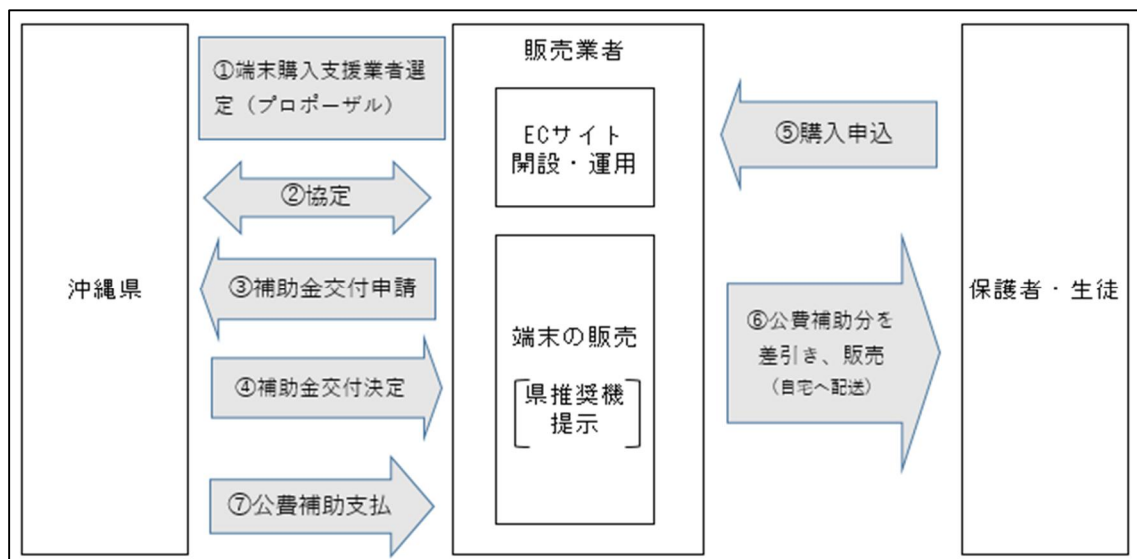 沖縄県
①端末購入支援業者選
定（プロポーザル）
②協定
③補助金交付申請
④補助金交付決定
⑦公費補助支払
販売業者
ECサイト
開設・運用
端末の販売
県推奨機
提示
⑤購入申込
⑥公費補助分を
差引き、販売
（自宅へ配送）
保護者・生徒